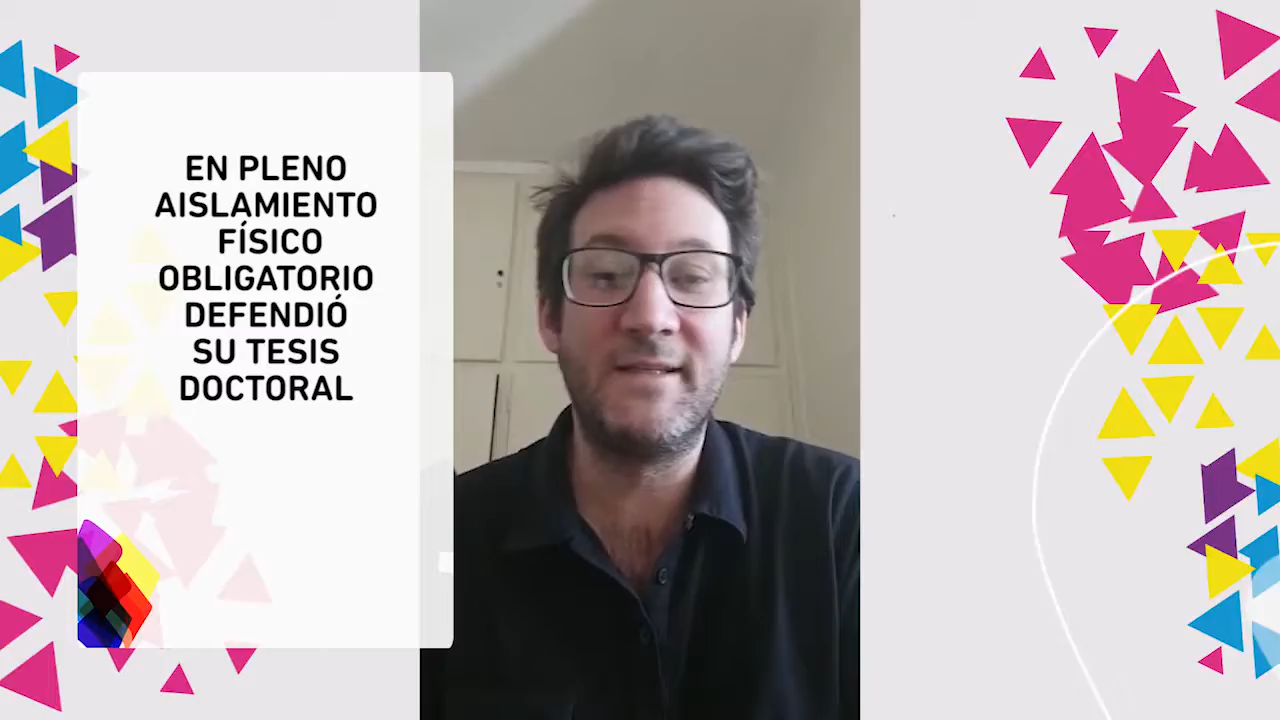 EN PLENO
AISLAMIENTO
FÍSICO
OBLIGATORIO
DEFENDIÓ
SU TESIS
DOCTORAL